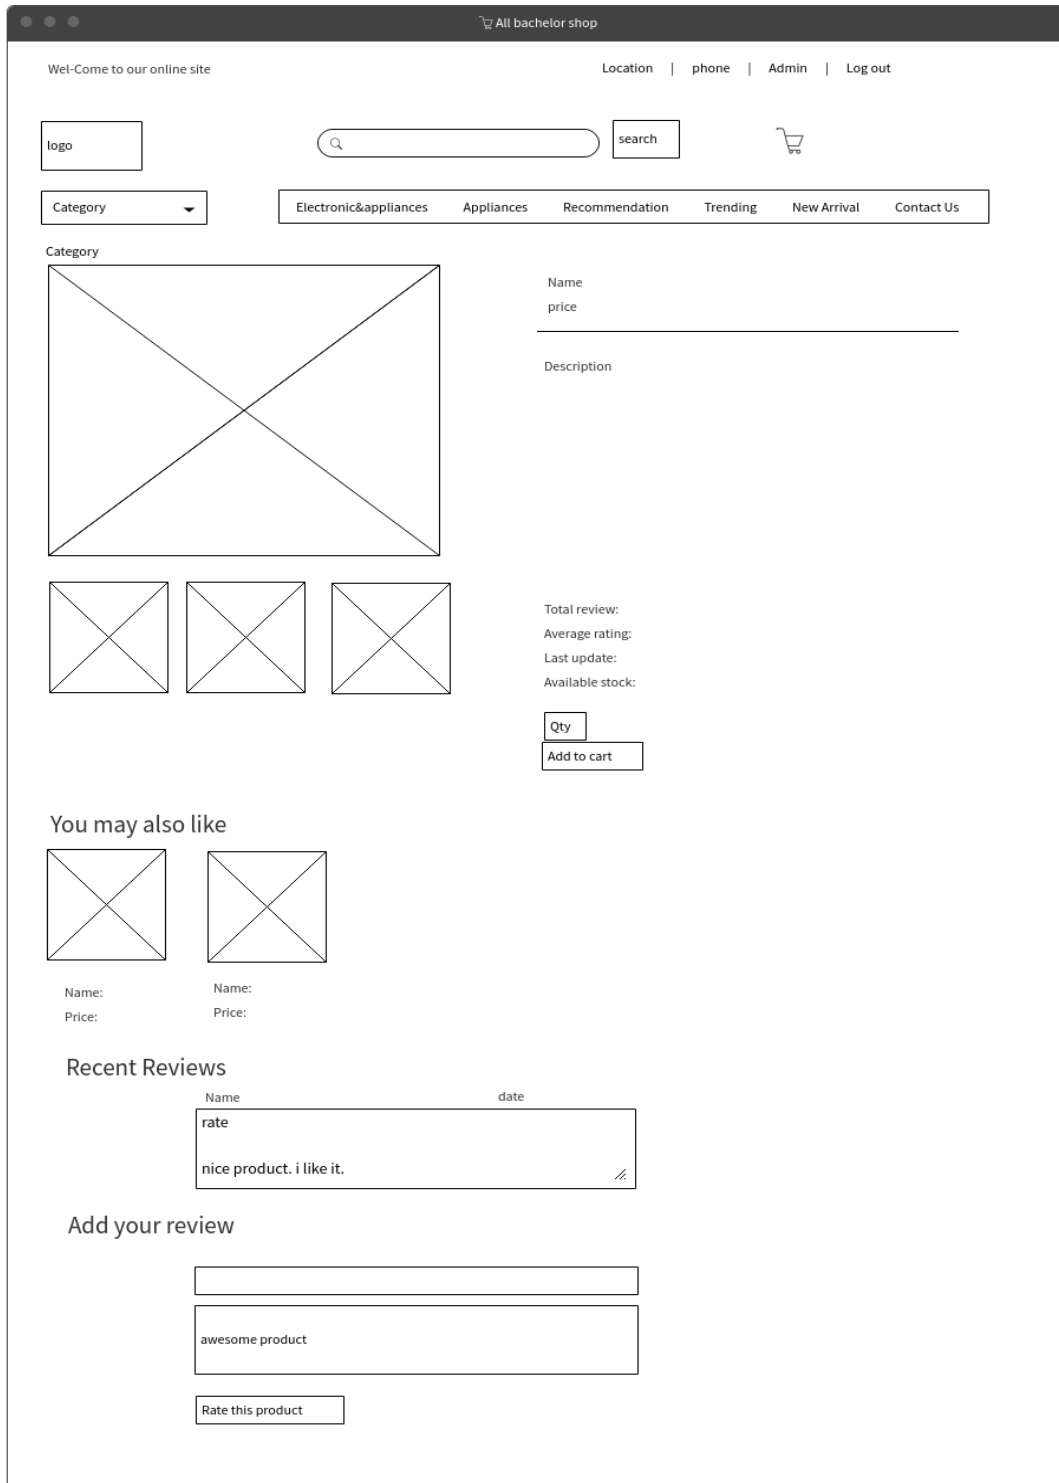 All bachelor shop
Wel-Come to our online site
Location | phone | Admin | Log out
logo
search
Category
Electronic&appliances Appliances Recommendation Trending New Arrival Contact Us
Category
Name
price
Description
Total review:
Average rating:
Last update:
Available stock:
Qty
Add to cart
You may also like
Name:
Price:
Name:
Price:
Recent Reviews
Name date
rate
nice product. i like it.
Add your review
awesome product
Rate this product